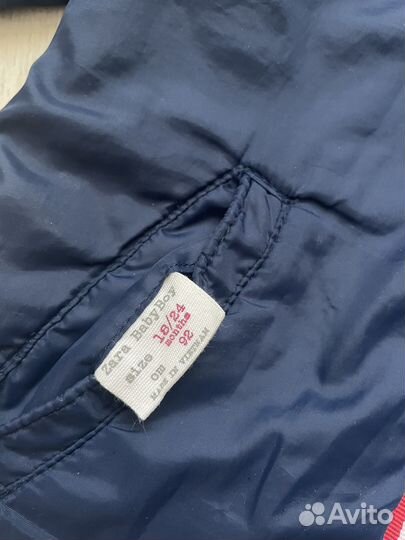 Zara BabyBoy
size 18/24
months
92
MADE IN VIETNAM
Avito